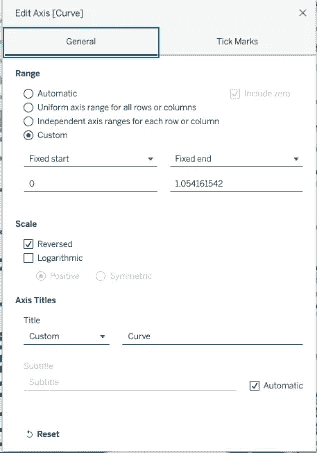 Edit Axis [Curve]
General
Tick Marks
Range
Automatic
Include zero
Uniform axis range for all rows or columns
Independent axis ranges for each row or column
Custom
Fixed start
Fixed end
0
1.054161542
Scale
Reversed
Logarithmic
Positive
Symmetric
Axis Titles
Title
Custom
Curve
Subtitle
Subtitle
Automatic
Reset